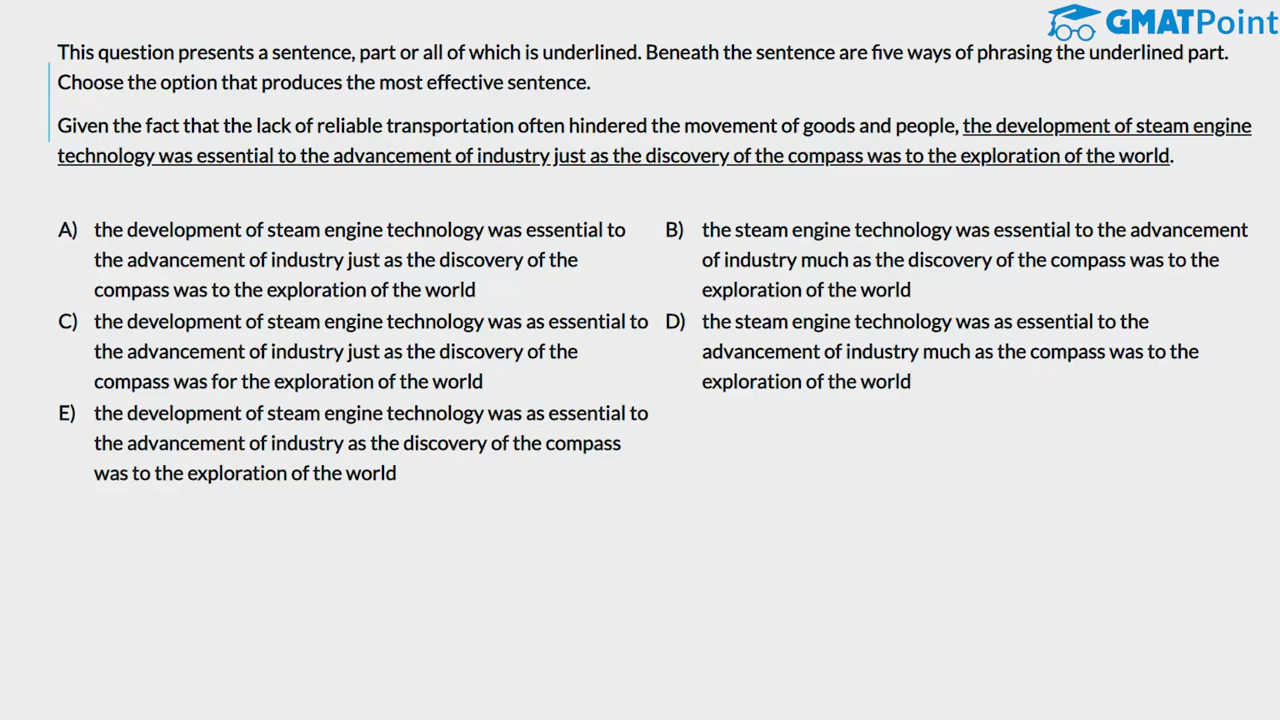 GMATPoint
This question presents a sentence, part or all of which is underlined. Beneath the sentence are five ways of phrasing the underlined part.
Choose the option that produces the most effective sentence.
Given the fact that the lack of reliable transportation often hindered the movement of goods and people, the development of steam engine
technology was essential to the advancement of industry just as the discovery of the compass was to the exploration of the world.
A) the development of steam engine technology was essential to
the advancement of industry just as the discovery of the
compass was to the exploration of the world
B) the steam engine technology was essential to the advancement
of industry much as the discovery of the compass was to the
exploration of the world
C) the development of steam engine technology was as essential to
the advancement of industry just as the discovery of the
compass was for the exploration of the world
D) the steam engine technology was as essential to the
advancement of industry much as the compass was to the
exploration of the world
E) the development of steam engine technology was as essential to
the advancement of industry as the discovery of the compass
was to the exploration of the world